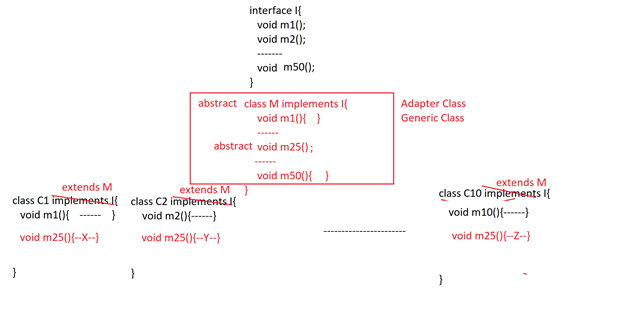 interface I{
void m1();
void m2();
-------
void m50();
}
abstract class M implements I{
void m1(){ }
------
abstract void m25();
------
void m50(){ }
}
Adapter Class
Generic Class
extends M
class C1 implements I{
void m1(){ ------ }
void m25(){--X--}
}
extends M
class C2 implements I{
void m2(){------}
void m25(){--Y--}
}
-----------------------
extends M
class C10 implements I{
void m10(){------}
void m25(){--Z--}
}